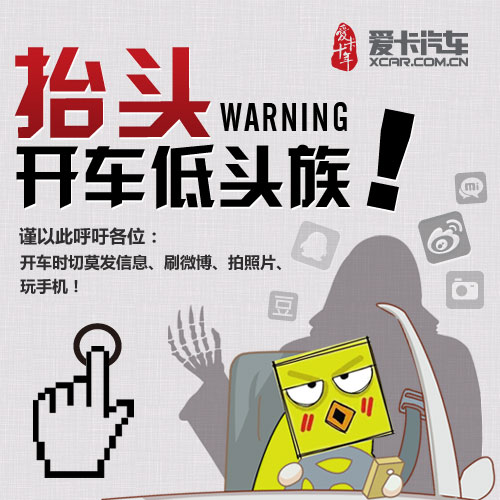 爱卡十年
爱卡汽车
XCAR.COM.CN
抬头 WARNING
开车低头族！
谨以此呼吁各位：
开车时切莫发信息、刷微博、拍照片、
玩手机！
mi
豆